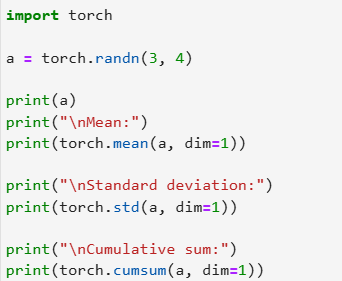 import torch
a = torch.randn(3, 4)
print(a)
print("\nMean:")
print(torch.mean(a, dim=1))
print("\nStandard deviation:")
print(torch.std(a, dim=1))
print("\nCumulative sum:")
print(torch.cumsum(a, dim=1))